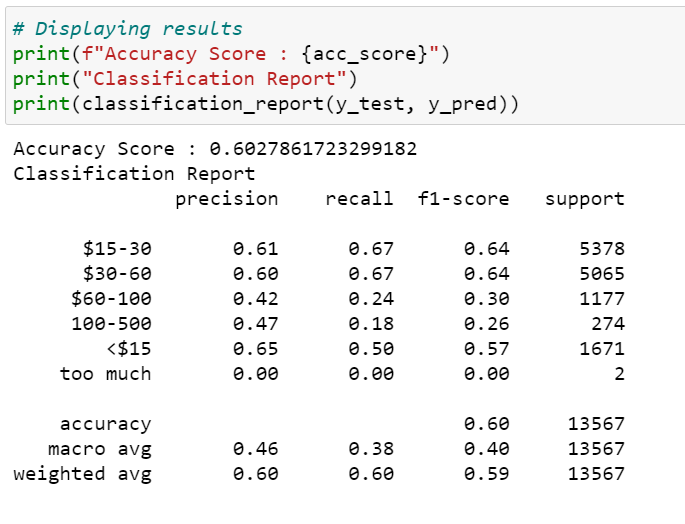 # Displaying results
print(f"Accuracy Score : {acc_score}")
print("Classification Report")
print(classification_report(y_test, y_pred))
Accuracy Score : 0.6027861723299182
Classification Report
precision recall f1-score support
$15-30 0.61 0.67 0.64 5378
$30-60 0.60 0.67 0.64 5065
$60-100 0.42 0.24 0.30 1177
100-500 0.47 0.18 0.26 274
<$15 0.65 0.50 0.57 1671
too much 0.00 0.00 0.00 2
accuracy 0.60 13567
macro avg 0.46 0.38 0.40 13567
weighted avg 0.60 0.60 0.59 13567